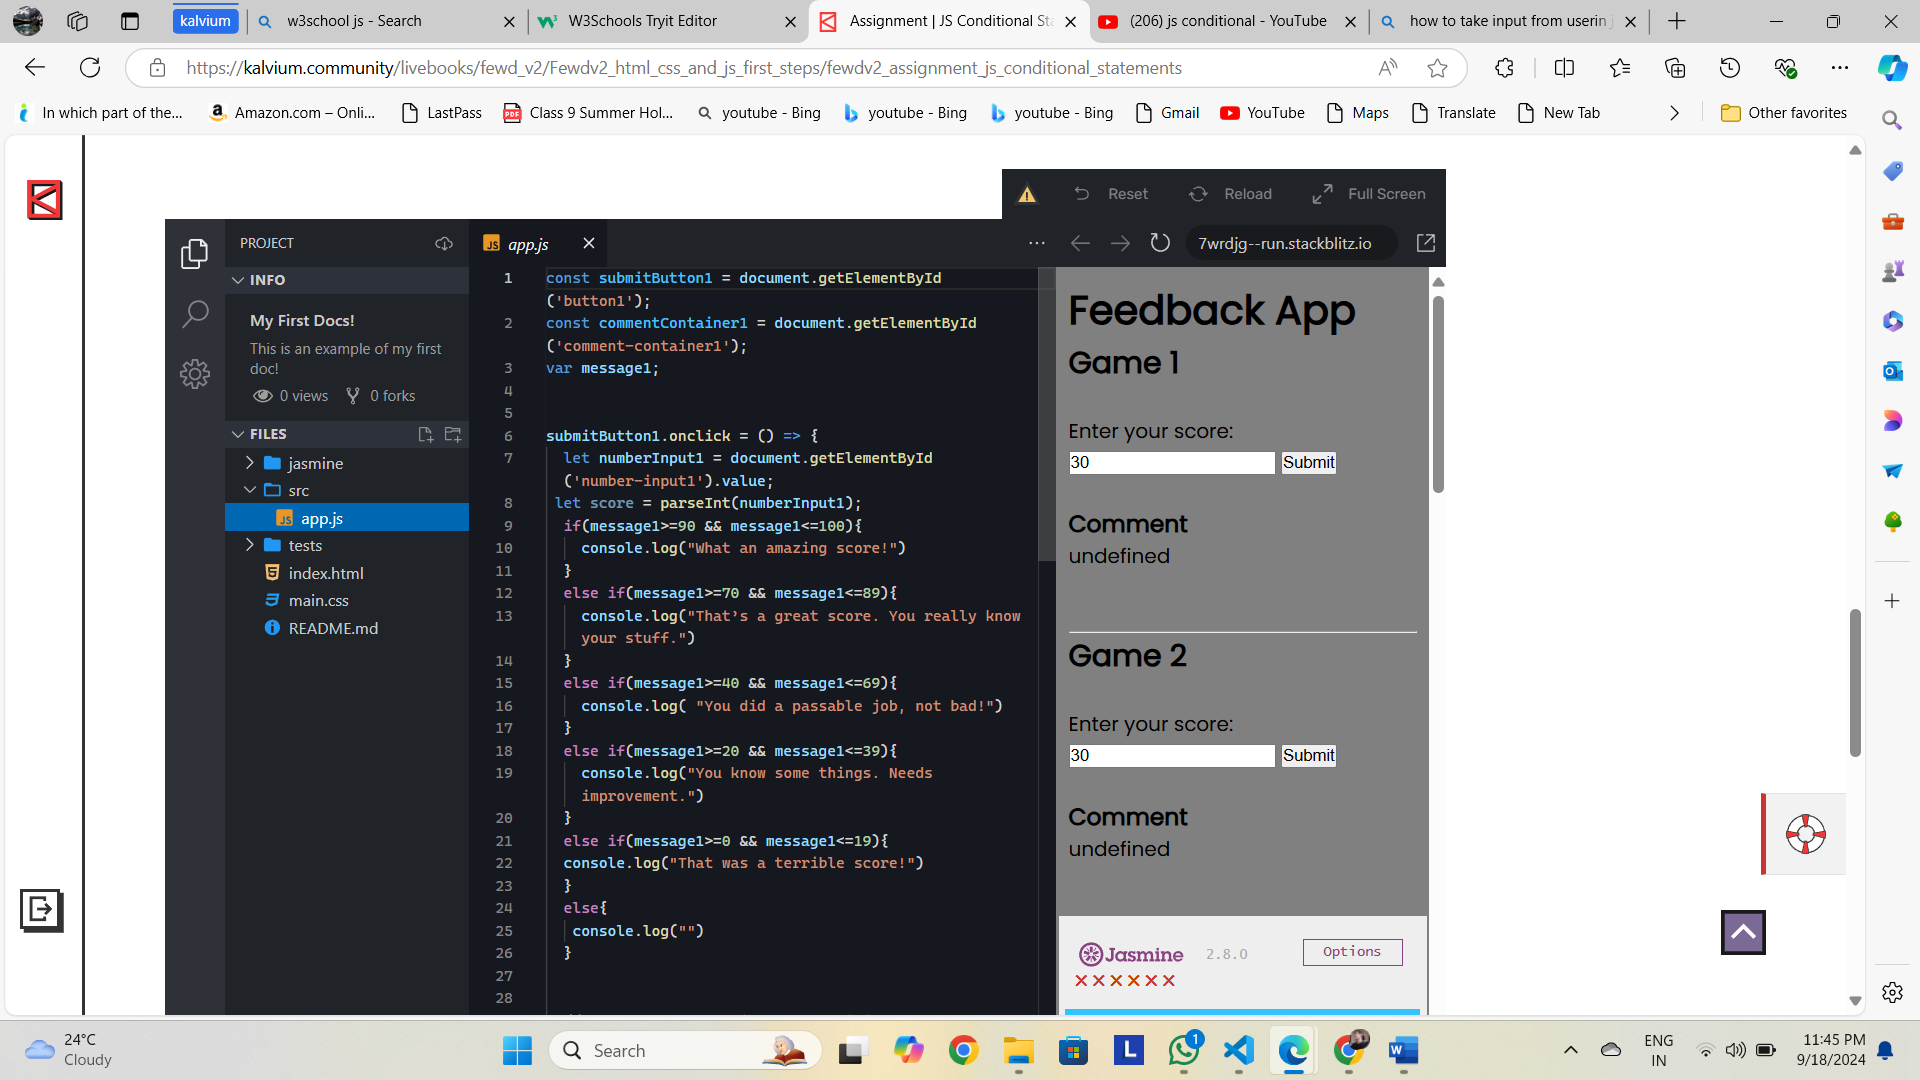 kalvium
w3school js - Search
W3Schools Tryit Editor
Assignment | JS Conditional St
(206) js conditional - YouTube
how to take input from userin j
https://kalvium.community/livebooks/fewd_v2/Fewdv2_html_css_and_js_first_steps/fewdv2_assignment_js_conditional_statements
In which part of the...
Amazon.com – Onli...
LastPass
Class 9 Summer Hol...
youtube - Bing
youtube - Bing
youtube - Bing
Gmail
YouTube
Maps
Translate
New Tab
Other favorites
Reset
Reload
Full Screen
PROJECT
JS app.js
7wrdjg--run.stackblitz.io
INFO
My First Docs!
This is an example of my first
doc!
0 views
0 forks
FILES
jasmine
src
JS app.js
tests
index.html
main.css
README.md
1 const submitButton1 = document.getElementById
('button1');
2 const commentContainer1 = document.getElementById
('comment-container1');
3 var message1;
4
5
6 submitButton1.onclick = () => {
7 let numberInput1 = document.getElementById
('number-input1').value;
8 let score = parseInt(numberInput1);
9 if(message1>=90 && message1<=100){
10 console.log("What an amazing score!")
11 }
12 else if(message1>=70 && message1<=89){
13 console.log("That’s a great score. You really know
your stuff.")
14 }
15 else if(message1>=40 && message1<=69){
16 console.log( "You did a passable job, not bad!")
17 }
18 else if(message1>=20 && message1<=39){
19 console.log("You know some things. Needs
improvement.")
20 }
21 else if(message1>=0 && message1<=19){
22 console.log("That was a terrible score!")
23 }
24 else{
25 console.log("")
26 }
27
28
Feedback App
Game 1
Enter your score:
30 Submit
Comment
undefined
Game 2
Enter your score:
30 Submit
Comment
undefined
Jasmine 2.8.0 Options
××××××
24°C
Cloudy
Search
L
1
ENG
IN
11:45 PM
9/18/2024